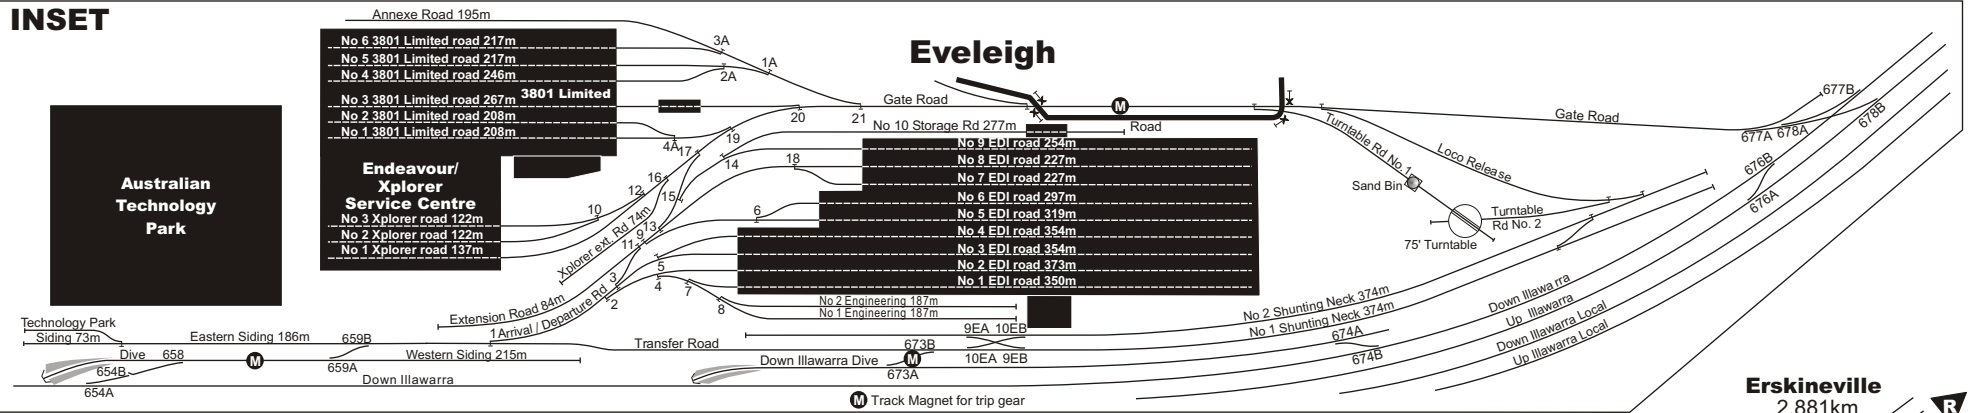 INSET
Annexe Road 195m
No 6 3801 Limited road 217m
No 5 3801 Limited road 217m
No 4 3801 Limited road 246m
3801 Limited
No 3 3801 Limited road 267m
No 2 3801 Limited road 208m
No 1 3801 Limited road 208m
3A
1A
2A
4A
17
19
20
21
Eveleigh
Gate Road
M
No 10 Storage Rd 277m
Road
14
18
No 9 EDI road 254m
No 8 EDI road 227m
No 7 EDI road 227m
No 6 EDI road 297m
No 5 EDI road 319m
No 4 EDI road 354m
No 3 EDI road 354m
No 2 EDI road 373m
No 1 EDI road 350m
Australian
Technology
Park
Endeavour/
Xplorer
Service Centre
No 3 Xplorer road 122m
No 2 Xplorer road 122m
No 1 Xplorer road 137m
10
12
16
15
13
9
11
6
Xplorer ext. Rd 74m
3
2
5
4
7
8
Extension Road 84m
1
Arrival / Departure Rd
No 2 Engineering 187m
No 1 Engineering 187m
Turntable Rd No.1
Loco Release
Sand Bin
Turntable
Rd No. 2
75' Turntable
Gate Road
677B
677A
678A
678B
676B
676A
Technology Park
Siding 73m
Eastern Siding 186m
659B
Dive
658
M
659A
Western Siding 215m
654B
654A
Down Illawarra
Transfer Road
9EA 10EB
10EA 9EB
673B
M
Down Illawarra Dive
673A
No 2 Shunting Neck 374m
No 1 Shunting Neck 374m
674A
674B
Down Illawarra
Up Illawarra
Down Illawarra Local
Up Illawarra Local
M Track Magnet for trip gear
Erskineville
2.881km
R